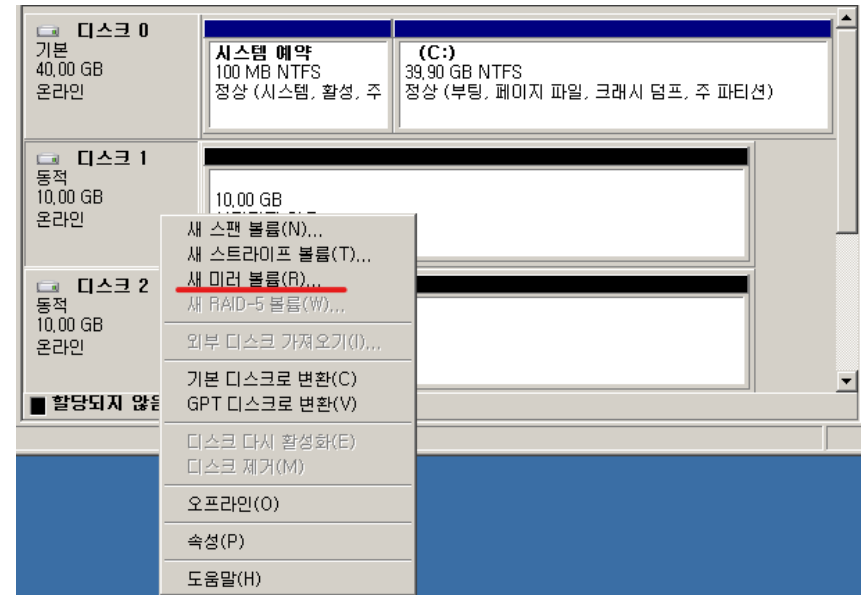 디스크 0
기본
40,00 GB
온라인
시스템 예약
100 MB NTFS
정상 (시스템, 활성, 주
(C:)
39,90 GB NTFS
정상 (부팅, 페이지 파일, 크래시 덤프, 주 파티션)
디스크 1
동적
10,00 GB
온라인
10,00 GB
디스크 2
동적
10,00 GB
온라인
할당되지 않음
새 스팬 볼륨(N)...
새 스트라이프 볼륨(T)...
새 미러 볼륨(R)...
새 RAID-5 볼륨(W)...
외부 디스크 가져오기(I)...
기본 디스크로 변환(C)
GPT 디스크로 변환(V)
디스크 다시 활성화(E)
디스크 제거(M)
오프라인(O)
속성(P)
도움말(H)